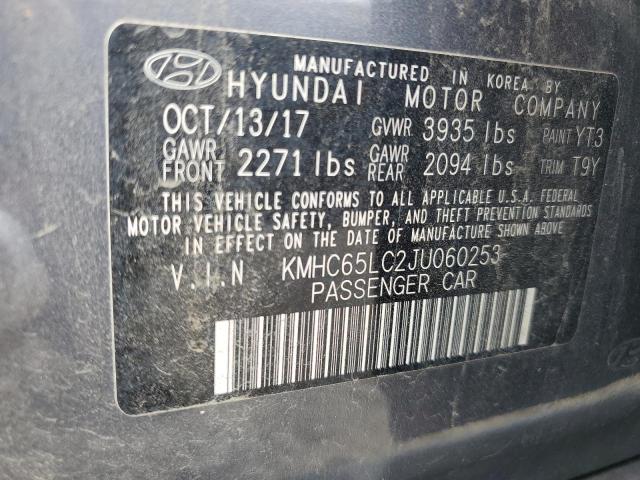 MANUFACTURED IN KOREA BY
HYUNDAI MOTOR COMPANY
OCT/13/17 GVWR 3935 lbs PAINT YT3
GAWR FRONT 2271 lbs GAWR REAR 2094 lbs TRIM T9Y
THIS VEHICLE CONFORMS TO ALL APPLICABLE U.S.A. FEDERAL
MOTOR VEHICLE SAFETY, BUMPER, AND THEFT PREVENTION STANDARDS
IN EFFECT ON THE DATE OF MANUFACTURE SHOWN ABOVE.
V.I.N KMHC65LC2JU060253
PASSENGER CAR